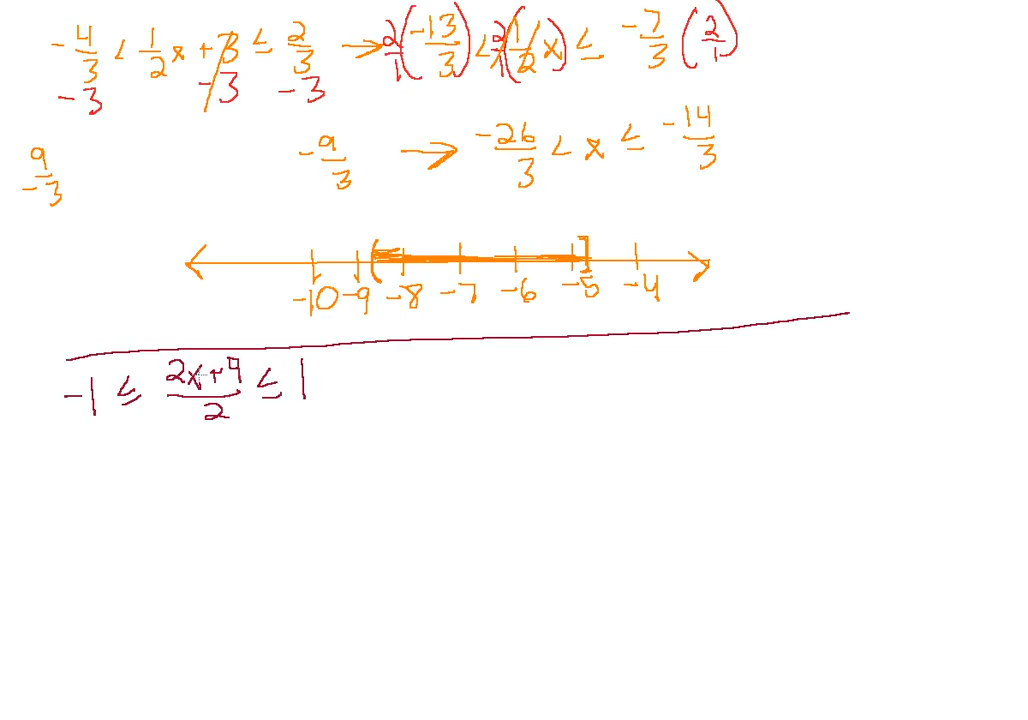 -4/3 < 1/2 x + 3 ≤ 2/3 → 2/1(-13/3) < 2/1(1/2 x) ≤ -7/3 (2/1)
-3 -3 -3
9/-3 -9/3 → -26/3 < x ≤ -14/3
-10 -9 -8 -7 -6 -5 -4
-1 ≤ (2x+9)/2 ≤ 1